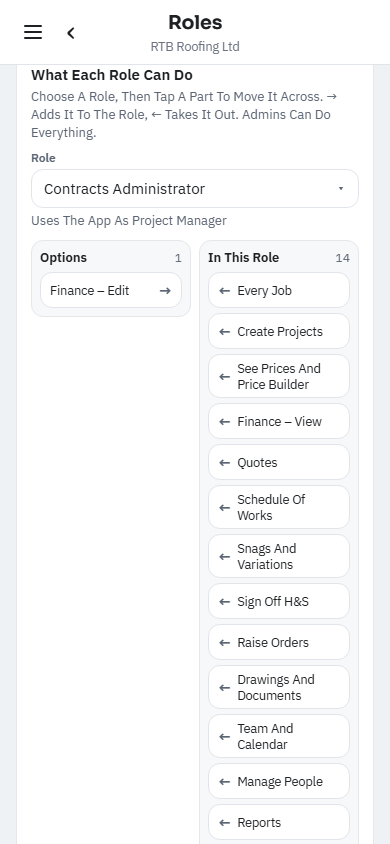 Roles
RTB Roofing Ltd
What Each Role Can Do
Choose A Role, Then Tap A Part To Move It Across. →
Adds It To The Role, ← Takes It Out. Admins Can Do
Everything.
Role
Contracts Administrator
Uses The App As Project Manager
Options 1
Finance – Edit →
In This Role 14
← Every Job
← Create Projects
← See Prices And
Price Builder
← Finance – View
← Quotes
← Schedule Of
Works
← Snags And
Variations
← Sign Off H&S
← Raise Orders
← Drawings And
Documents
← Team And
Calendar
← Manage People
← Reports